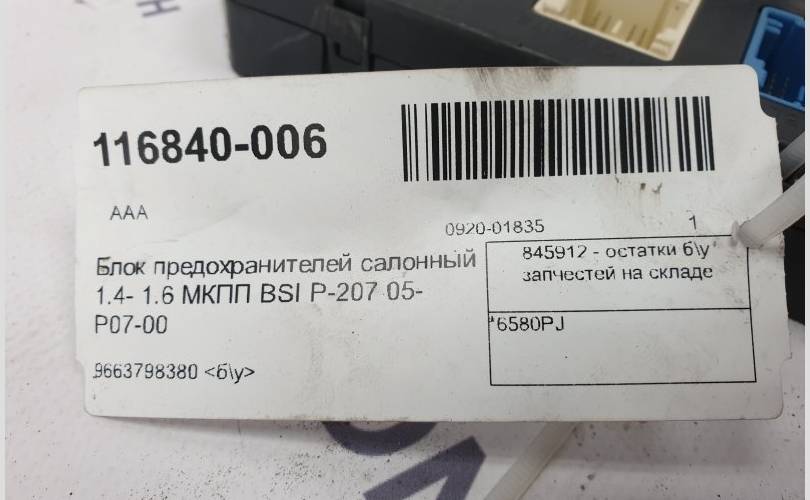 116840-006
AAA
0920-01835 1
Блок предохранителей салонный
1.4- 1.6 МКПП BSI P-207 05-
P07-00
9663798380 <б\у>
845912 - остатки б\у
запчестей на складе
*6580PJ